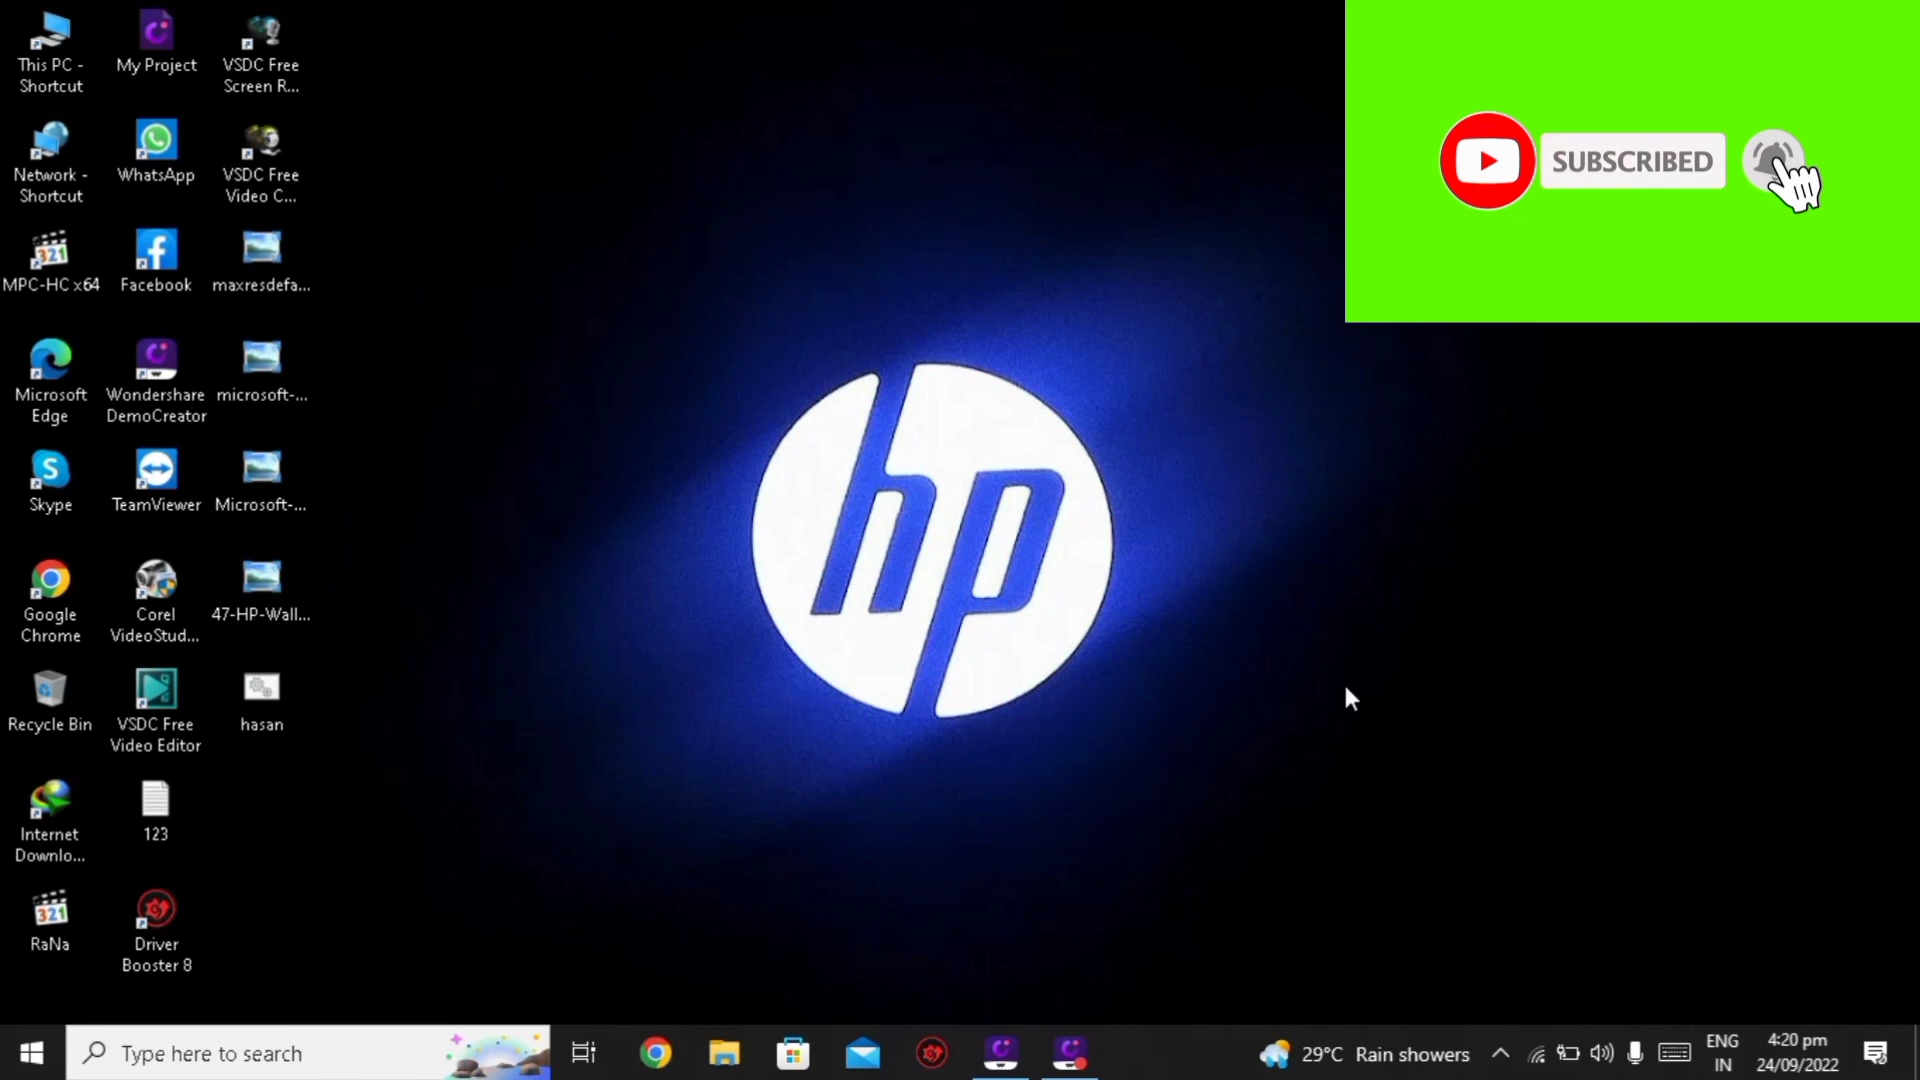 This PC -
Shortcut
My Project
VSDC Free
Screen R...
Network -
Shortcut
WhatsApp
VSDC Free
Video C...
321
MPC-HC x64
Facebook
maxresdefa...
Microsoft
Edge
Wondershare
DemoCreator
microsoft-...
Skype
TeamViewer
Microsoft-...
Google
Chrome
Corel
VideoStud...
47-HP-Wall...
Recycle Bin
VSDC Free
Video Editor
hasan
Internet
Downlo...
123
321
RaNa
Driver
Booster 8
hp
SUBSCRIBED
Type here to search
29°C Rain showers
ENG
IN
4:20 pm
24/09/2022